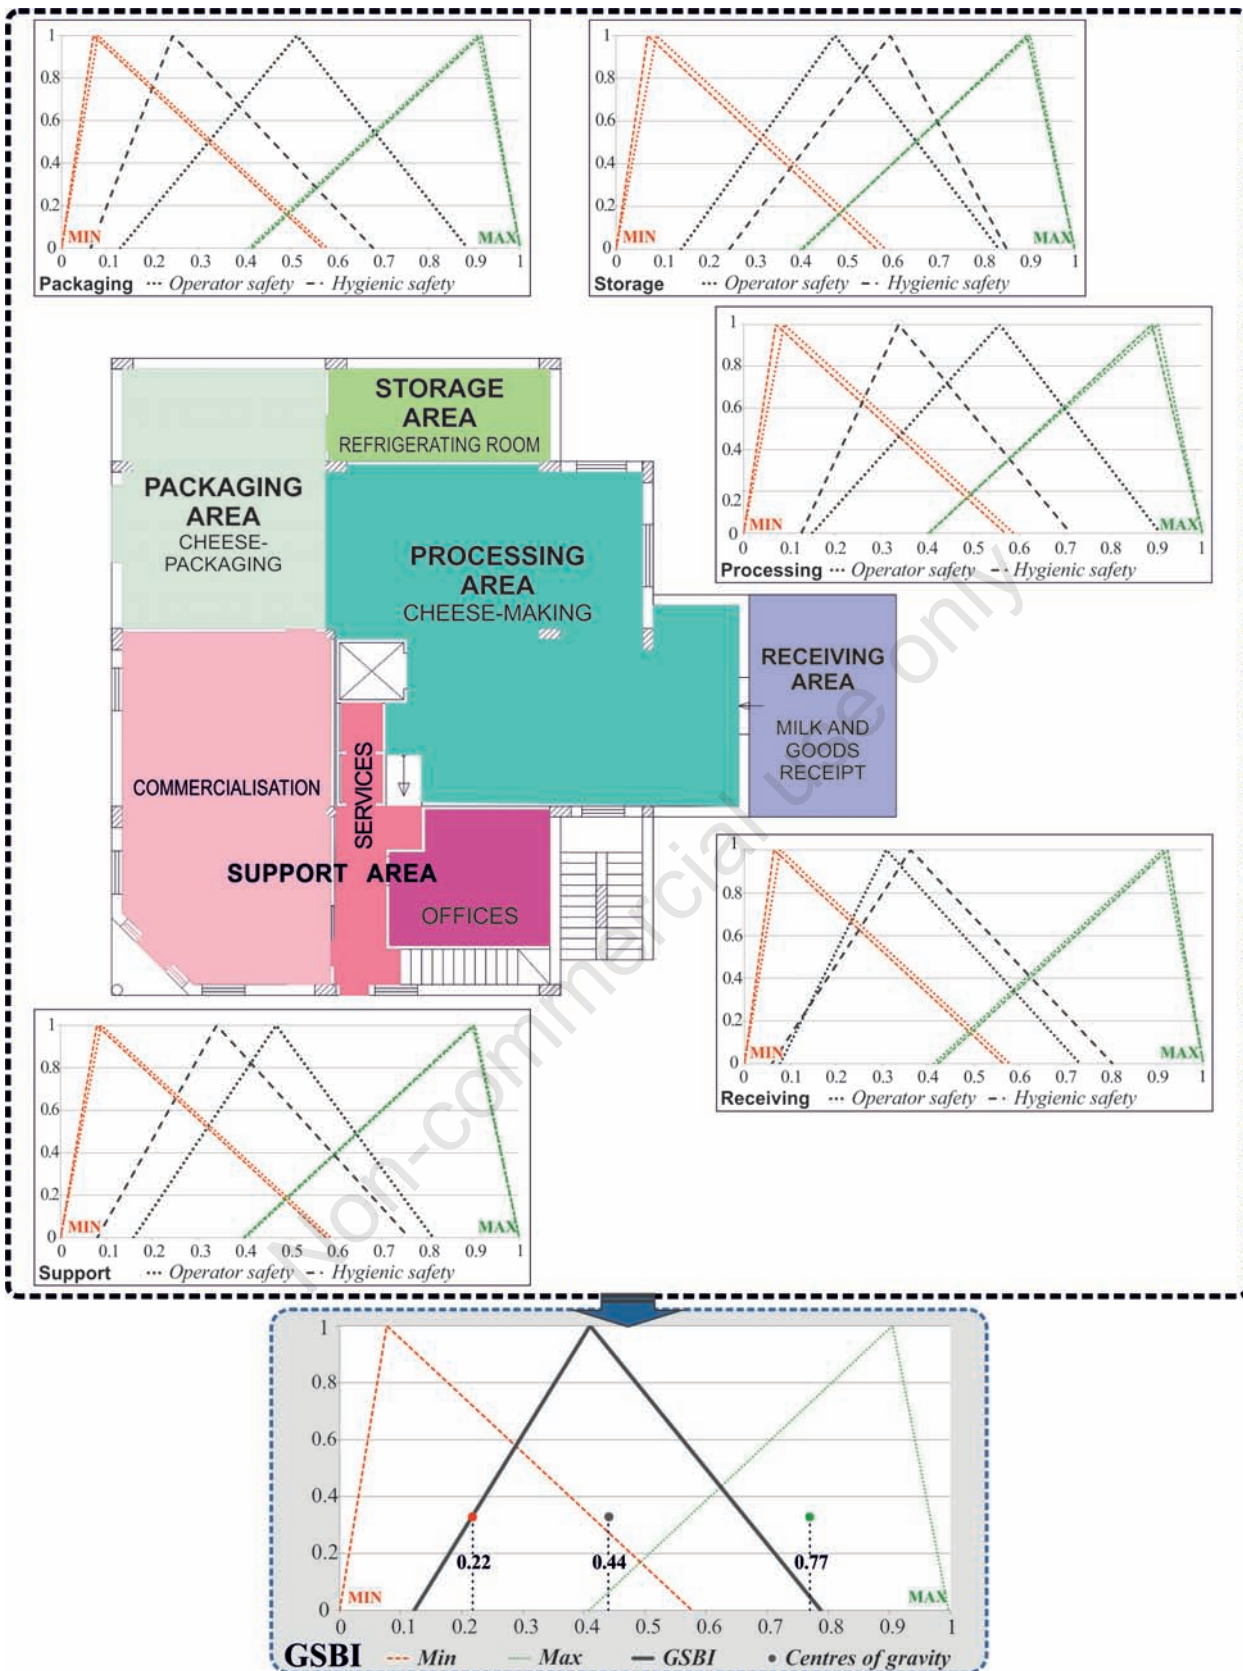 1
0.8
0.6
0.4
0.2
0
MIN
MAX
0 0.1 0.2 0.3 0.4 0.5 0.6 0.7 0.8 0.9 1
Packaging Operator safety Hygienic safety
1
0.8
0.6
0.4
0.2
0
MIN
MAX
0 0.1 0.2 0.3 0.4 0.5 0.6 0.7 0.8 0.9 1
Storage Operator safety Hygienic safety
1
0.8
0.6
0.4
0.2
0
MIN
MAX
0 0.1 0.2 0.3 0.4 0.5 0.6 0.7 0.8 0.9 1
Processing Operator safety Hygienic safety
STORAGE
AREA
REFRIGERATING ROOM
PACKAGING
AREA
CHEESE-
PACKAGING
PROCESSING
AREA
CHEESE-MAKING
RECEIVING
AREA
MILK AND
GOODS
RECEIPT
COMMERCIALISATION
SERVICES
SUPPORT AREA
OFFICES
1
0.8
0.6
0.4
0.2
0
MIN
MAX
0 0.1 0.2 0.3 0.4 0.5 0.6 0.7 0.8 0.9 1
Receiving Operator safety Hygienic safety
1
0.8
0.6
0.4
0.2
0
MIN
MAX
0 0.1 0.2 0.3 0.4 0.5 0.6 0.7 0.8 0.9 1
Support Operator safety Hygienic safety
Non-commercial use only
1
0.8
0.6
0.4
0.2
0
0.22
0.44
0.77
MIN
MAX
0 0.1 0.2 0.3 0.4 0.5 0.6 0.7 0.8 0.9 1
GSBI Min Max GSBI Centres of gravity